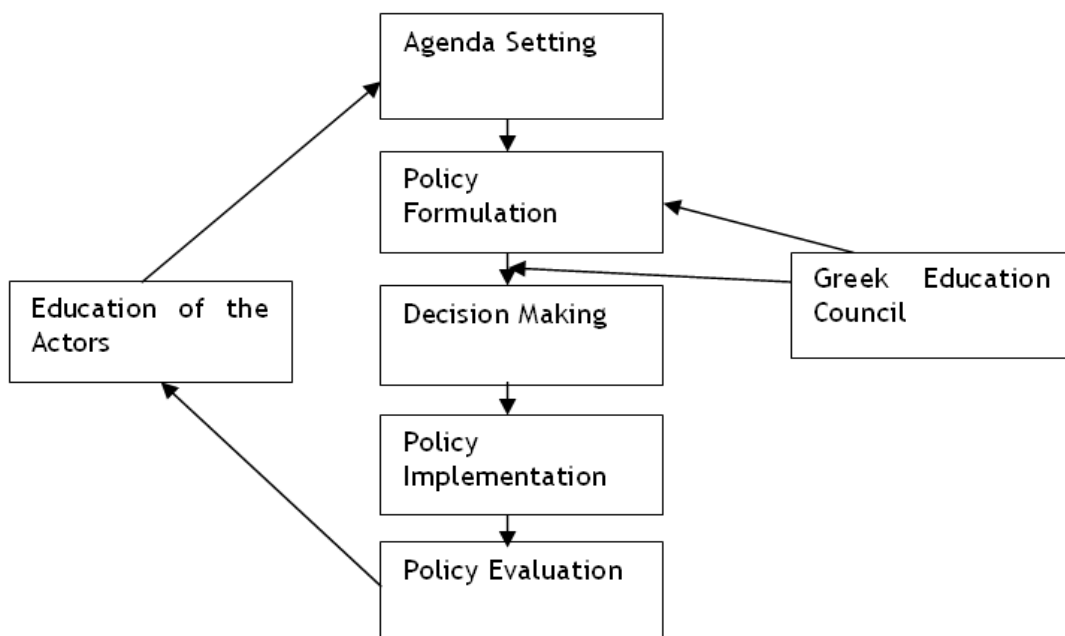 Agenda Setting
Policy
Formulation
Education of the
Actors
Decision Making
Greek Education
Council
Policy
Implementation
Policy Evaluation